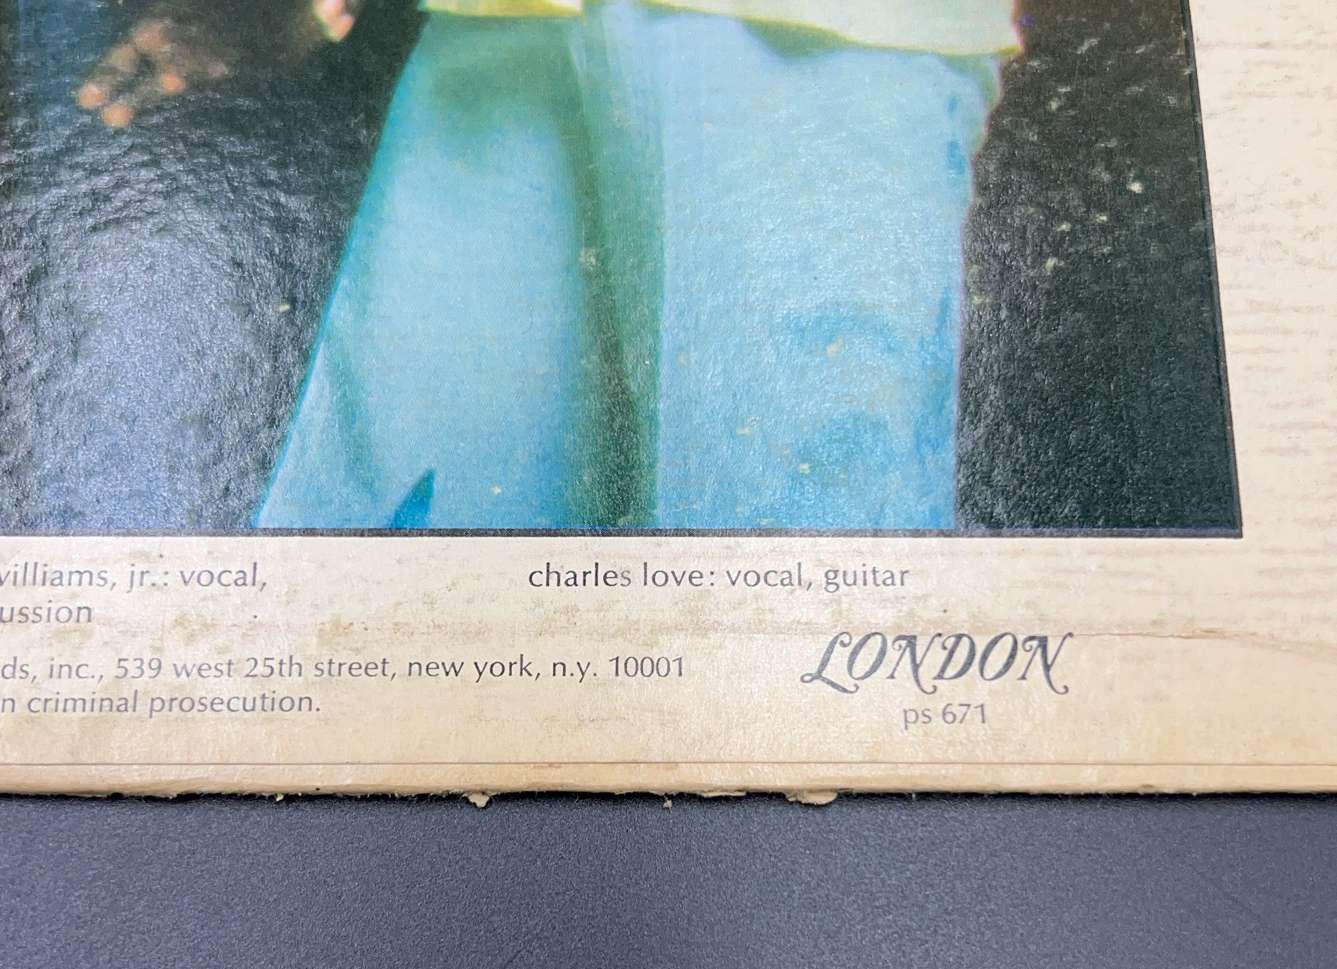 villiams, jr.: vocal,
ussion
charles love: vocal, guitar
ds, inc., 539 west 25th street, new york, n.y. 10001
n criminal prosecution.
LONDON
ps 671